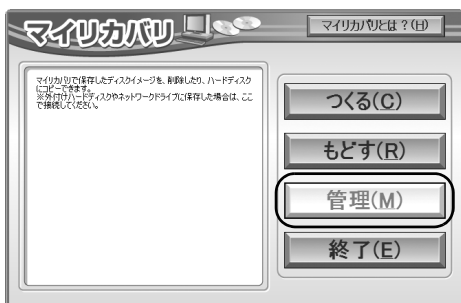 マイリカバリ
マイリカバリとは?(H)
マイリカバリで保存したディスクイメージを、削除したり、ハードディスク
にコピーできます。
※外付けハードディスクやネットワークドライブに保存した場合は、ここ
で接続してください。
つくる(C)
もどす(R)
管理(M)
終了(E)